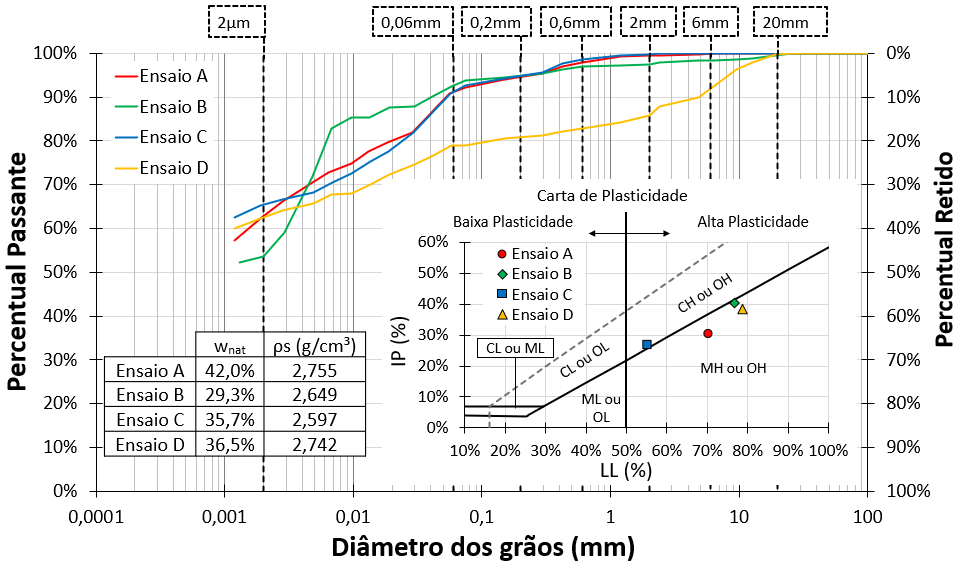 2µm
0,06mm
0,2mm
0,6mm
2mm
6mm
20mm
Percentual Passante
100%
90%
80%
70%
60%
50%
40%
30%
20%
10%
0%
Ensaio A
Ensaio B
Ensaio C
Ensaio D
wnat ρs (g/cm³)
Ensaio A 42,0% 2,755
Ensaio B 29,3% 2,649
Ensaio C 35,7% 2,597
Ensaio D 36,5% 2,742
Carta de Plasticidade
Baixa Plasticidade
Alta Plasticidade
IP (%)
60%
50%
40%
30%
20%
10%
0%
Ensaio A
Ensaio B
Ensaio C
Ensaio D
CL ou ML
CL ou OL
CH ou OH
ML ou
OL
MH ou OH
10% 20% 30% 40% 50% 60% 70% 80% 90% 100%
LL (%)
0%
10%
20%
30%
40%
50%
60%
70%
80%
90%
100%
Percentual Retido
0,0001 0,001 0,01 0,1 1 10 100
Diâmetro dos grãos (mm)